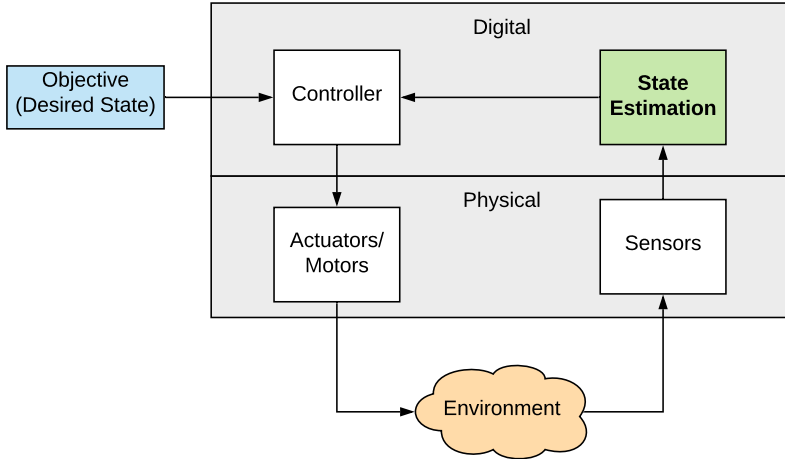 Digital
Objective
(Desired State)
Controller
State
Estimation
Physical
Actuators/
Motors
Sensors
Environment